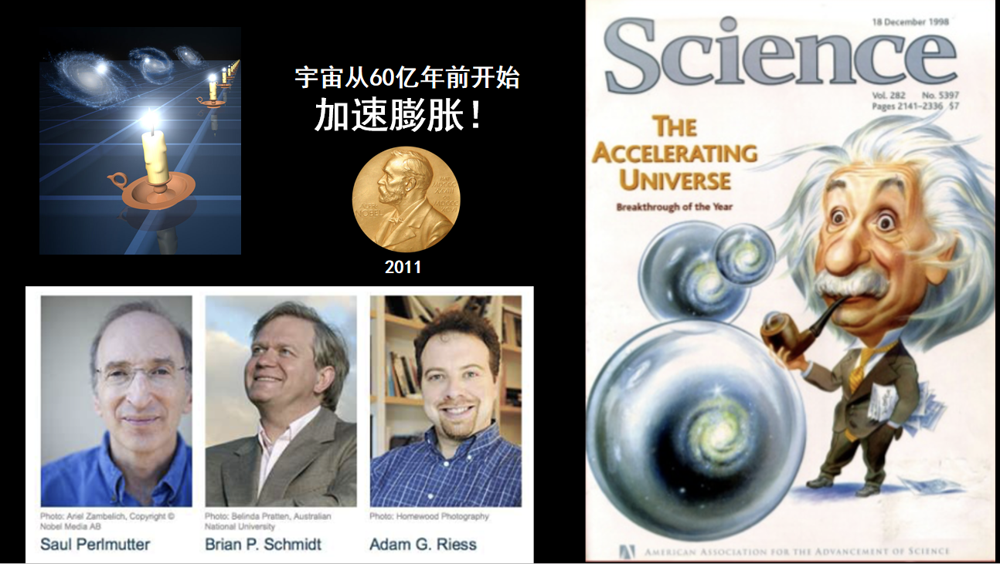 宇宙从60亿年前开始
加速膨胀!
2011
Photo: Ariel Zambelich, Copyright ©
Nobel Media AB
Saul Perlmutter
Photo: Belinda Pratten, Australian
National University
Brian P. Schmidt
Photo: Homewood Photography
Adam G. Riess
18 December 1998
Science
Vol. 282 No. 5397
Pages 2141–2336 $7
THE
ACCELERATING
UNIVERSE
Breakthrough of the Year
AMERICAN ASSOCIATION FOR THE ADVANCEMENT OF SCIENCE